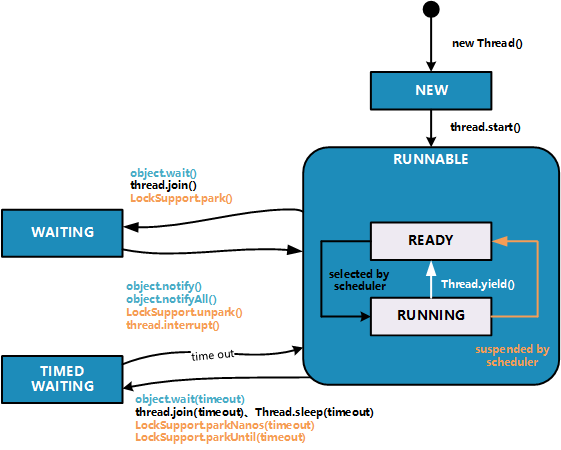 new Thread()
NEW
thread.start()
RUNNABLE
object.wait()
thread.join()
LockSupport.park()
WAITING
READY
selected by
scheduler
Thread.yield()
object.notify()
object.notifyAll()
LockSupport.unpark()
thread.interrupt()
RUNNING
suspended by
scheduler
time out
TIMED
WAITING
object.wait(timeout)
thread.join(timeout)、Thread.sleep(timeout)
LockSupport.parkNanos(timeout)
LockSupport.parkUntil(timeout)